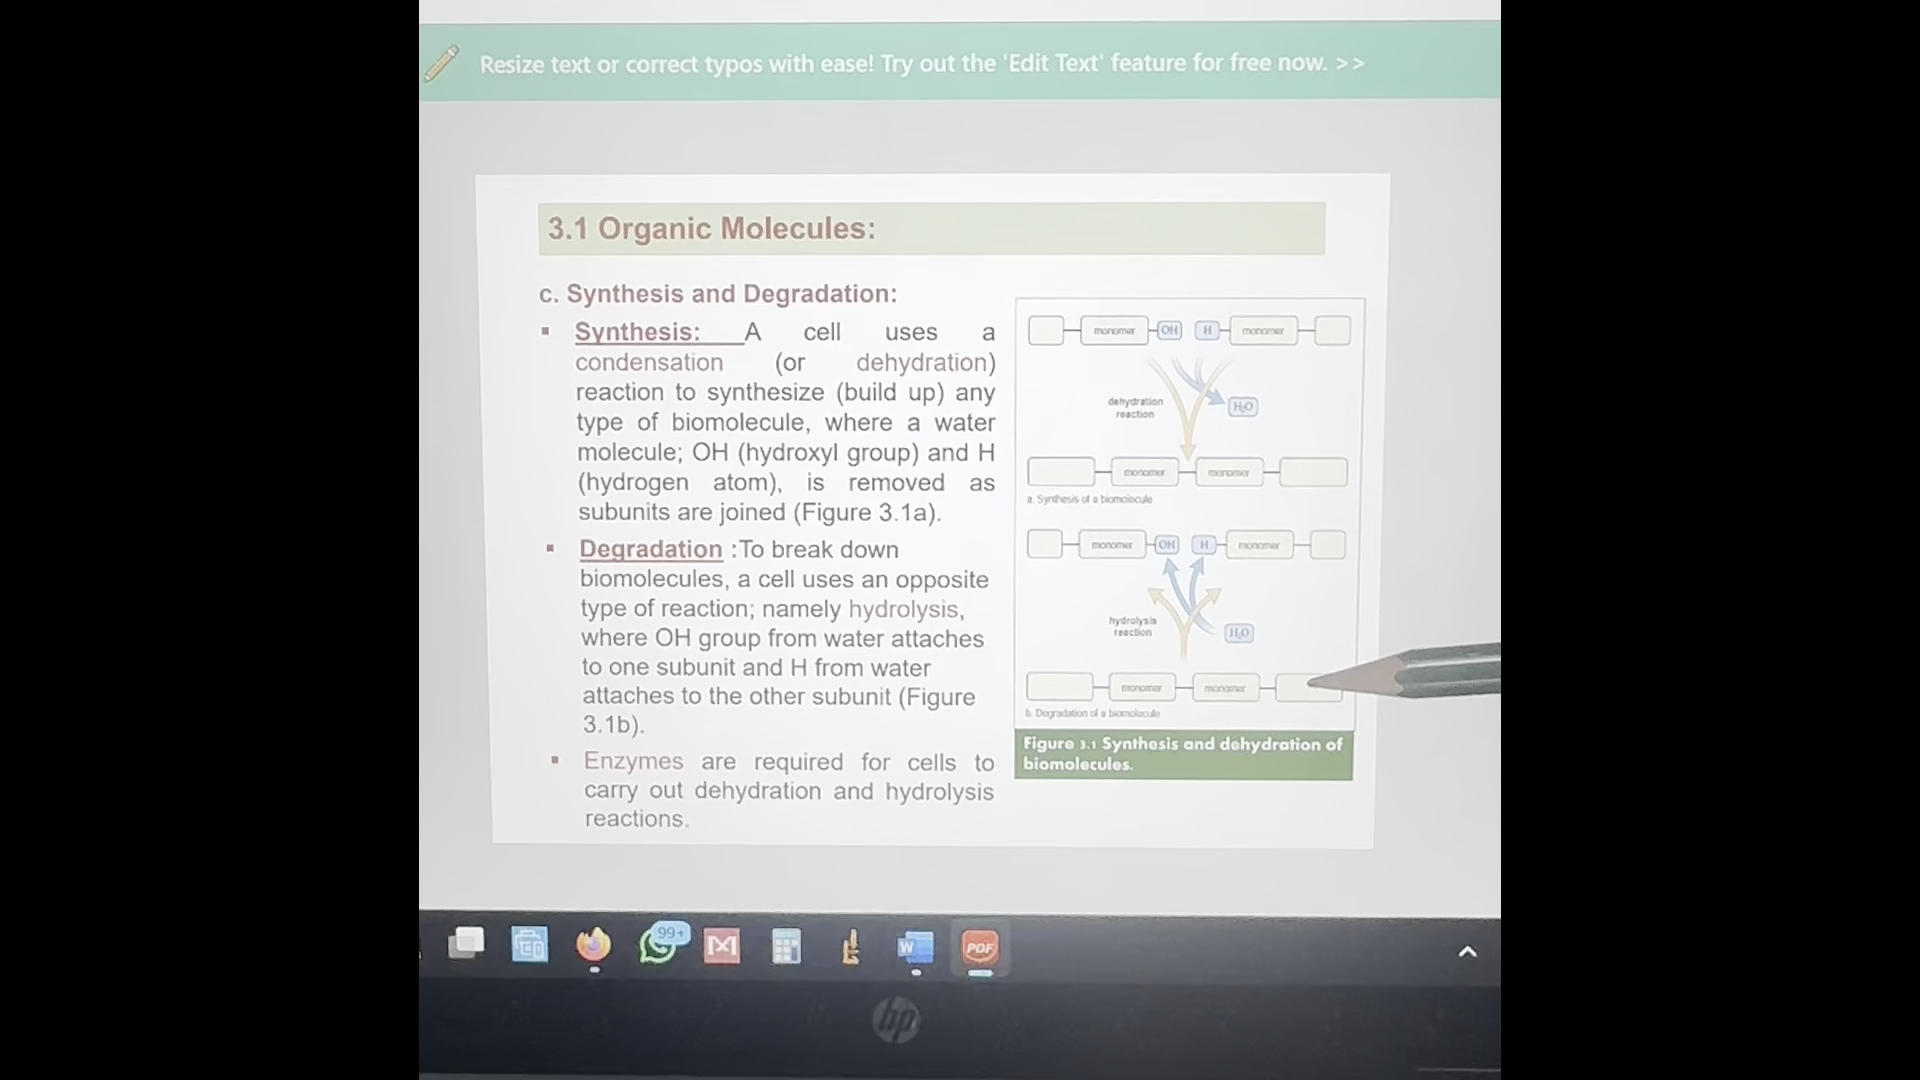 Resize text or correct typos with ease! Try out the 'Edit Text' feature for free now. >>
3.1 Organic Molecules:
c. Synthesis and Degradation:
▪ Synthesis: A cell uses a
condensation (or dehydration)
reaction to synthesize (build up) any
type of biomolecule, where a water
molecule; OH (hydroxyl group) and H
(hydrogen atom), is removed as
subunits are joined (Figure 3.1a).
▪ Degradation :To break down
biomolecules, a cell uses an opposite
type of reaction; namely hydrolysis,
where OH group from water attaches
to one subunit and H from water
attaches to the other subunit (Figure
3.1b).
▪ Enzymes are required for cells to
carry out dehydration and hydrolysis
reactions.
monomer OH H monomer
dehydration
reaction
H₂O
monomer monomer
a. Synthesis of a biomolecule
monomer OH H monomer
hydrolysis
reaction
H₂O
monomer monomer
b. Degradation of a biomolecule
Figure 3.1 Synthesis and dehydration of
biomolecules.
99+
W
PDF
hp